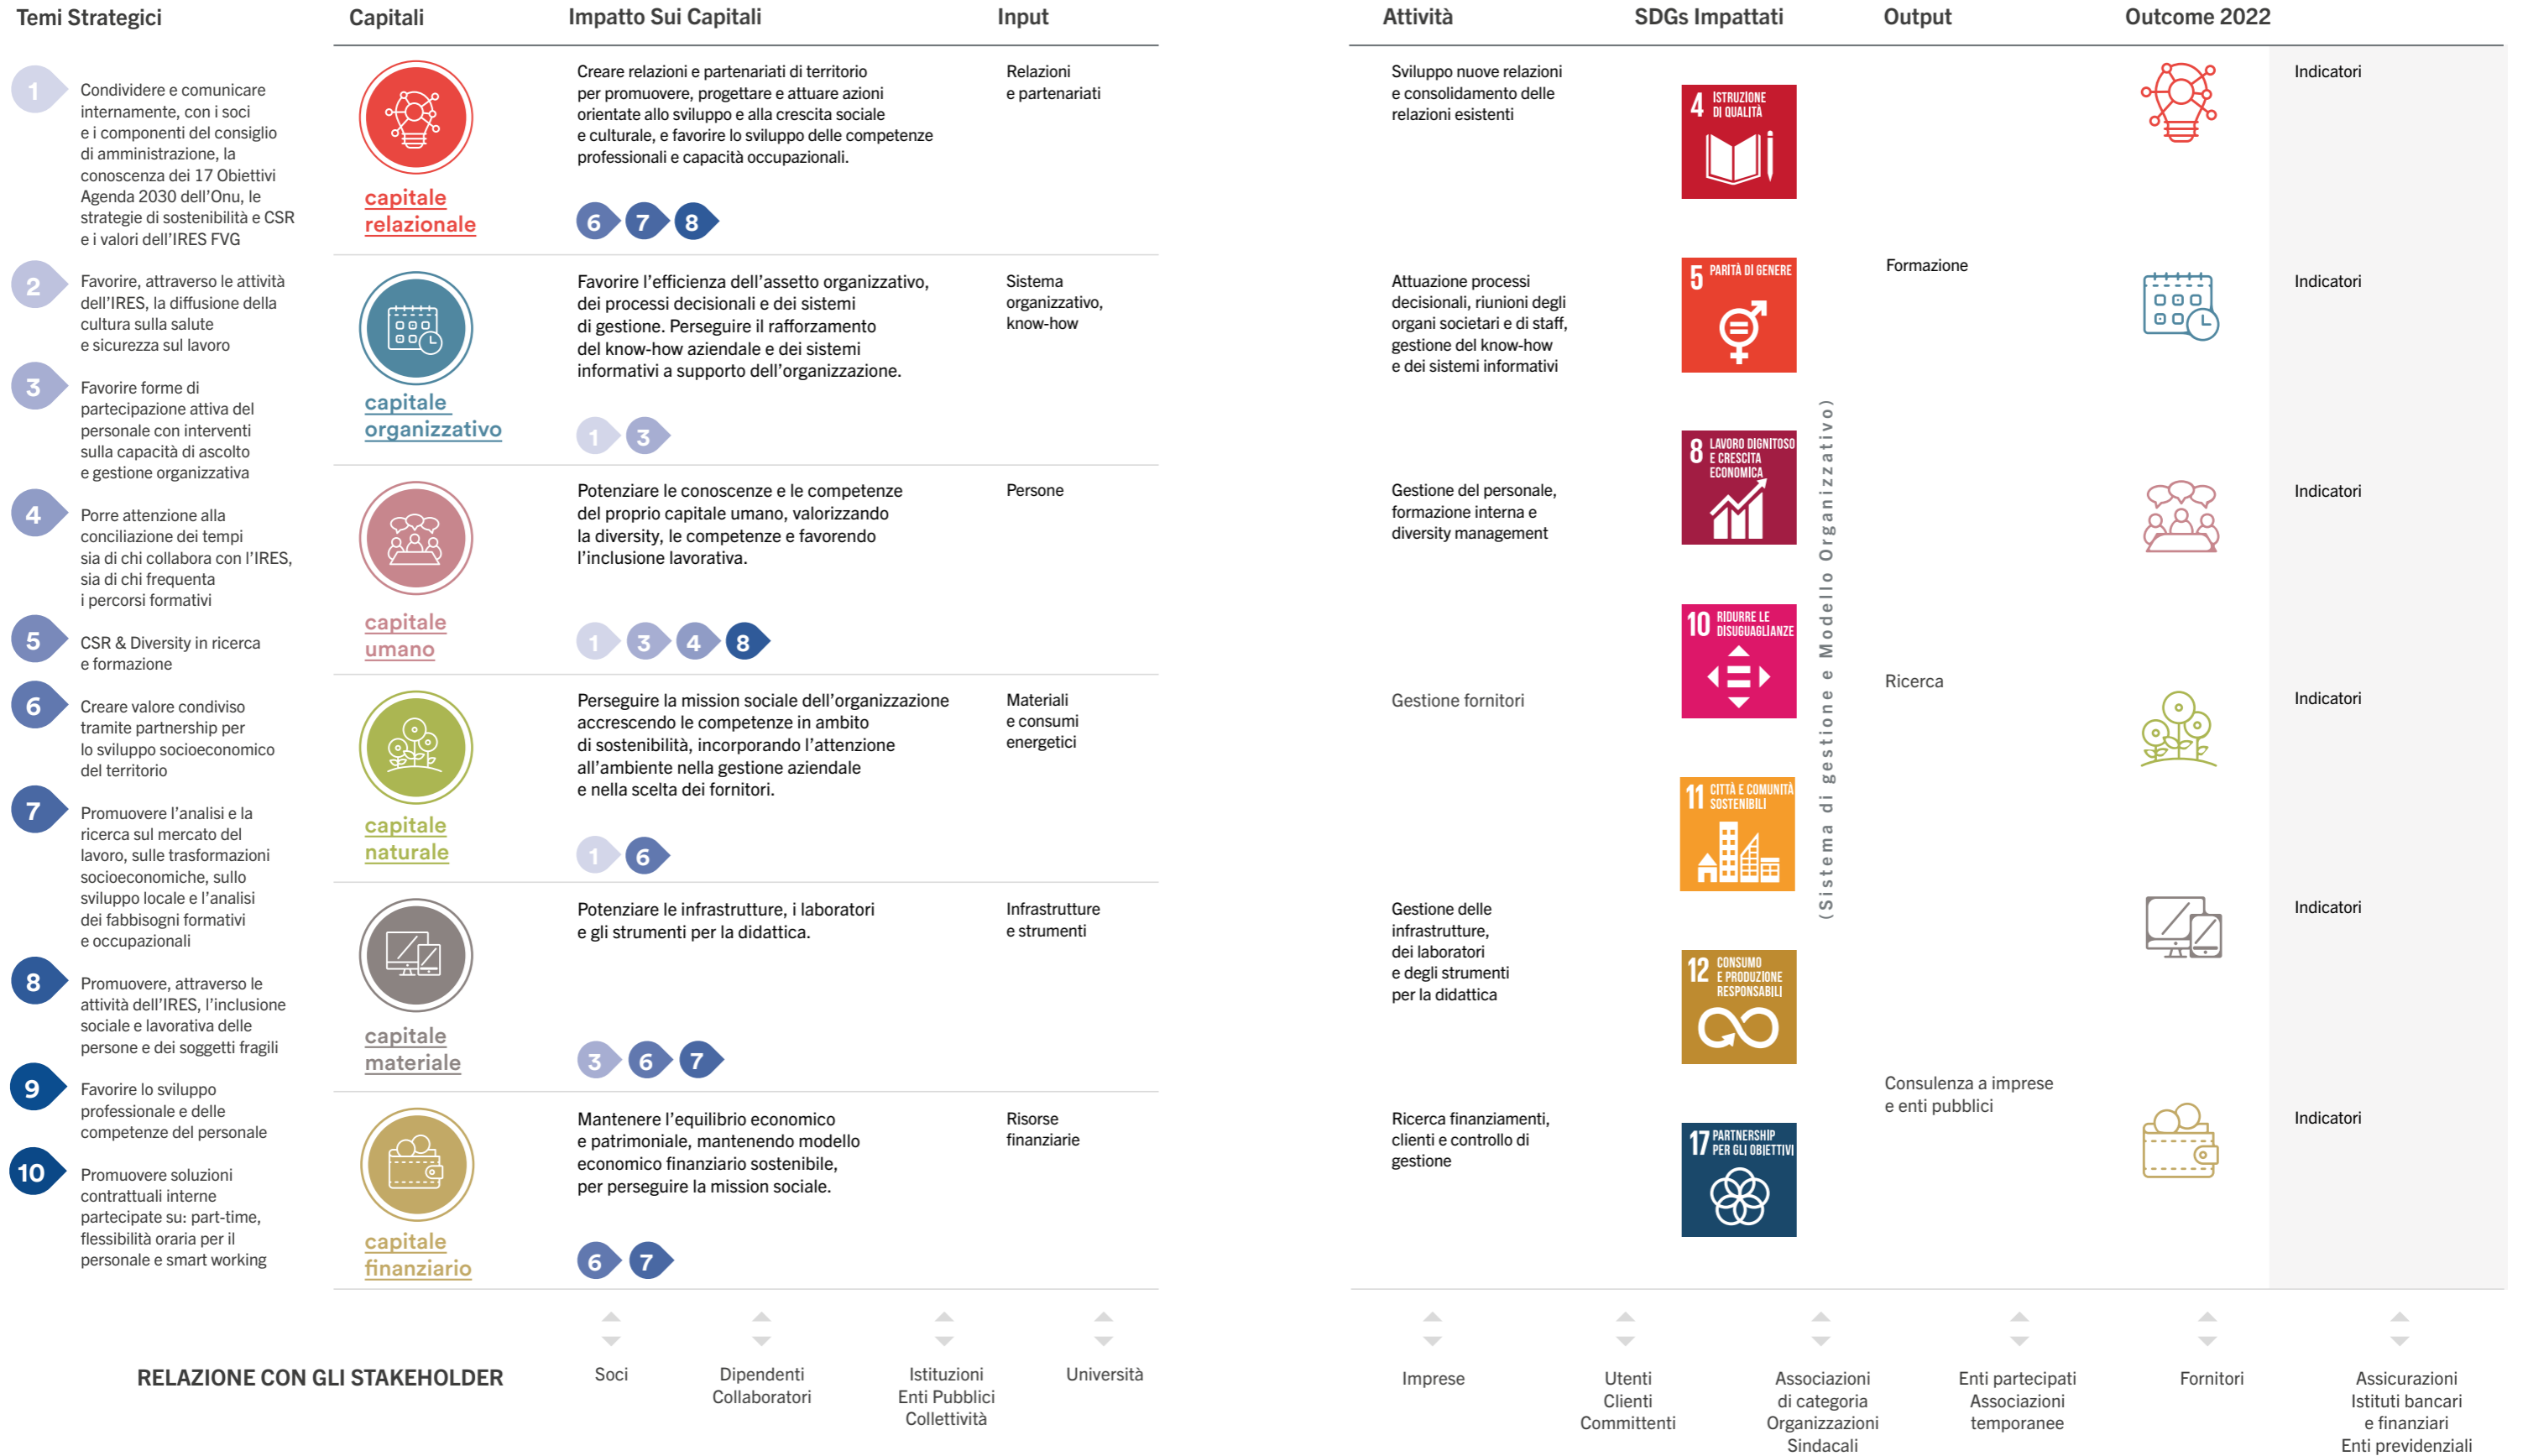 Temi Strategici
1
Condividere e comunicare
internamente, con i soci
e i componenti del consiglio
di amministrazione, la
conoscenza dei 17 Obiettivi
Agenda 2030 dell'Onu, le
strategie di sostenibilità e CSR
e i valori dell'IRES FVG
2
Favorire, attraverso le attività
dell'IRES, la diffusione della
cultura sulla salute
e sicurezza sul lavoro
3
Favorire forme di
partecipazione attiva del
personale con interventi
sulla capacità di ascolto
e gestione organizzativa
4
Porre attenzione alla
conciliazione dei tempi
sia di chi collabora con l'IRES,
sia di chi frequenta
i percorsi formativi
5
CSR & Diversity in ricerca
e formazione
6
Creare valore condiviso
tramite partnership per
lo sviluppo socioeconomico
del territorio
7
Promuovere l'analisi e la
ricerca sul mercato del
lavoro, sulle trasformazioni
socioeconomiche, sullo
sviluppo locale e l'analisi
dei fabbisogni formativi
e occupazionali
8
Promuovere, attraverso le
attività dell'IRES, l'inclusione
sociale e lavorativa delle
persone e dei soggetti fragili
9
Favorire lo sviluppo
professionale e delle
competenze del personale
10
Promuovere soluzioni
contrattuali interne
partecipate su: part-time,
flessibilità oraria per il
personale e smart working
Capitali
Impatto Sui Capitali
Input
capitale
relazionale
Creare relazioni e partenariati di territorio
per promuovere, progettare e attuare azioni
orientate allo sviluppo e alla crescita sociale
e culturale, e favorire lo sviluppo delle competenze
professionali e capacità occupazionali.
6 7 8
Relazioni
e partenariati
capitale
organizzativo
Favorire l'efficienza dell'assetto organizzativo,
dei processi decisionali e dei sistemi
di gestione. Perseguire il rafforzamento
del know-how aziendale e dei sistemi
informativi a supporto dell'organizzazione.
1 3
Sistema
organizzativo,
know-how
capitale
umano
Potenziare le conoscenze e le competenze
del proprio capitale umano, valorizzando
la diversity, le competenze e favorendo
l'inclusione lavorativa.
1 3 4 8
Persone
capitale
naturale
Perseguire la mission sociale dell'organizzazione
accrescendo le competenze in ambito
di sostenibilità, incorporando l'attenzione
all'ambiente nella gestione aziendale
e nella scelta dei fornitori.
1 6
Materiali
e consumi
energetici
capitale
materiale
Potenziare le infrastrutture, i laboratori
e gli strumenti per la didattica.
3 6 7
Infrastrutture
e strumenti
capitale
finanziario
Mantenere l'equilibrio economico
e patrimoniale, mantenendo modello
economico finanziario sostenibile,
per perseguire la mission sociale.
6 7
Risorse
finanziarie
Attività
SDGs Impattati
Output
Outcome 2022
Sviluppo nuove relazioni
e consolidamento delle
relazioni esistenti
Attuazione processi
decisionali, riunioni degli
organi societari e di staff,
gestione del know-how
e dei sistemi informativi
Gestione del personale,
formazione interna e
diversity management
Gestione fornitori
Gestione delle
infrastrutture,
dei laboratori
e degli strumenti
per la didattica
Ricerca finanziamenti,
clienti e controllo di
gestione
4 ISTRUZIONE
DI QUALITÀ
5 PARITÀ DI GENERE
8 LAVORO DIGNITOSO
E CRESCITA
ECONOMICA
10 RIDURRE LE
DISUGUAGLIANZE
11 CITTÀ E COMUNITÀ
SOSTENIBILI
12 CONSUMO
E PRODUZIONE
RESPONSABILI
17 PARTNERSHIP
PER GLI OBIETTIVI
(Sistema di gestione e Modello Organizzativo)
Formazione
Ricerca
Consulenza a imprese
e enti pubblici
Indicatori
Indicatori
Indicatori
Indicatori
Indicatori
Indicatori
RELAZIONE CON GLI STAKEHOLDER
Soci
Dipendenti
Collaboratori
Istituzioni
Enti Pubblici
Collettività
Università
Imprese
Utenti
Clienti
Committenti
Associazioni
di categoria
Organizzazioni
Sindacali
Enti partecipati
Associazioni
temporanee
Fornitori
Assicurazioni
Istituti bancari
e finanziari
Enti previdenziali